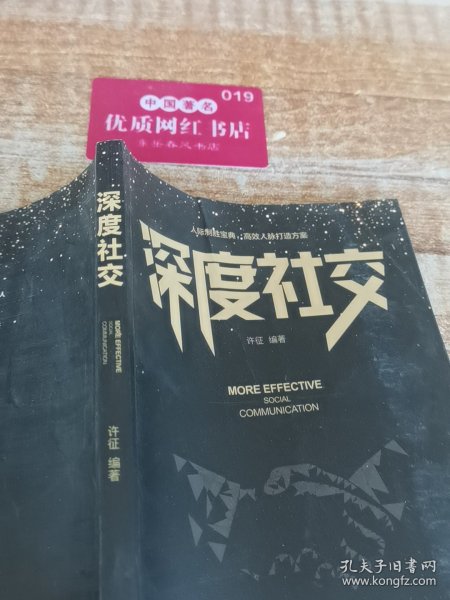 019
中国著名
优质网红书店
享坐春风书店
深度社交
MORE EFFECTIVE
SOCIAL
COMMUNICATION
许征 编著
人际制胜宝典，高效人脉打造方案
深度社交
许征 编著
MORE EFFECTIVE
SOCIAL
COMMUNICATION
孔夫子旧书网
www.kongfz.com